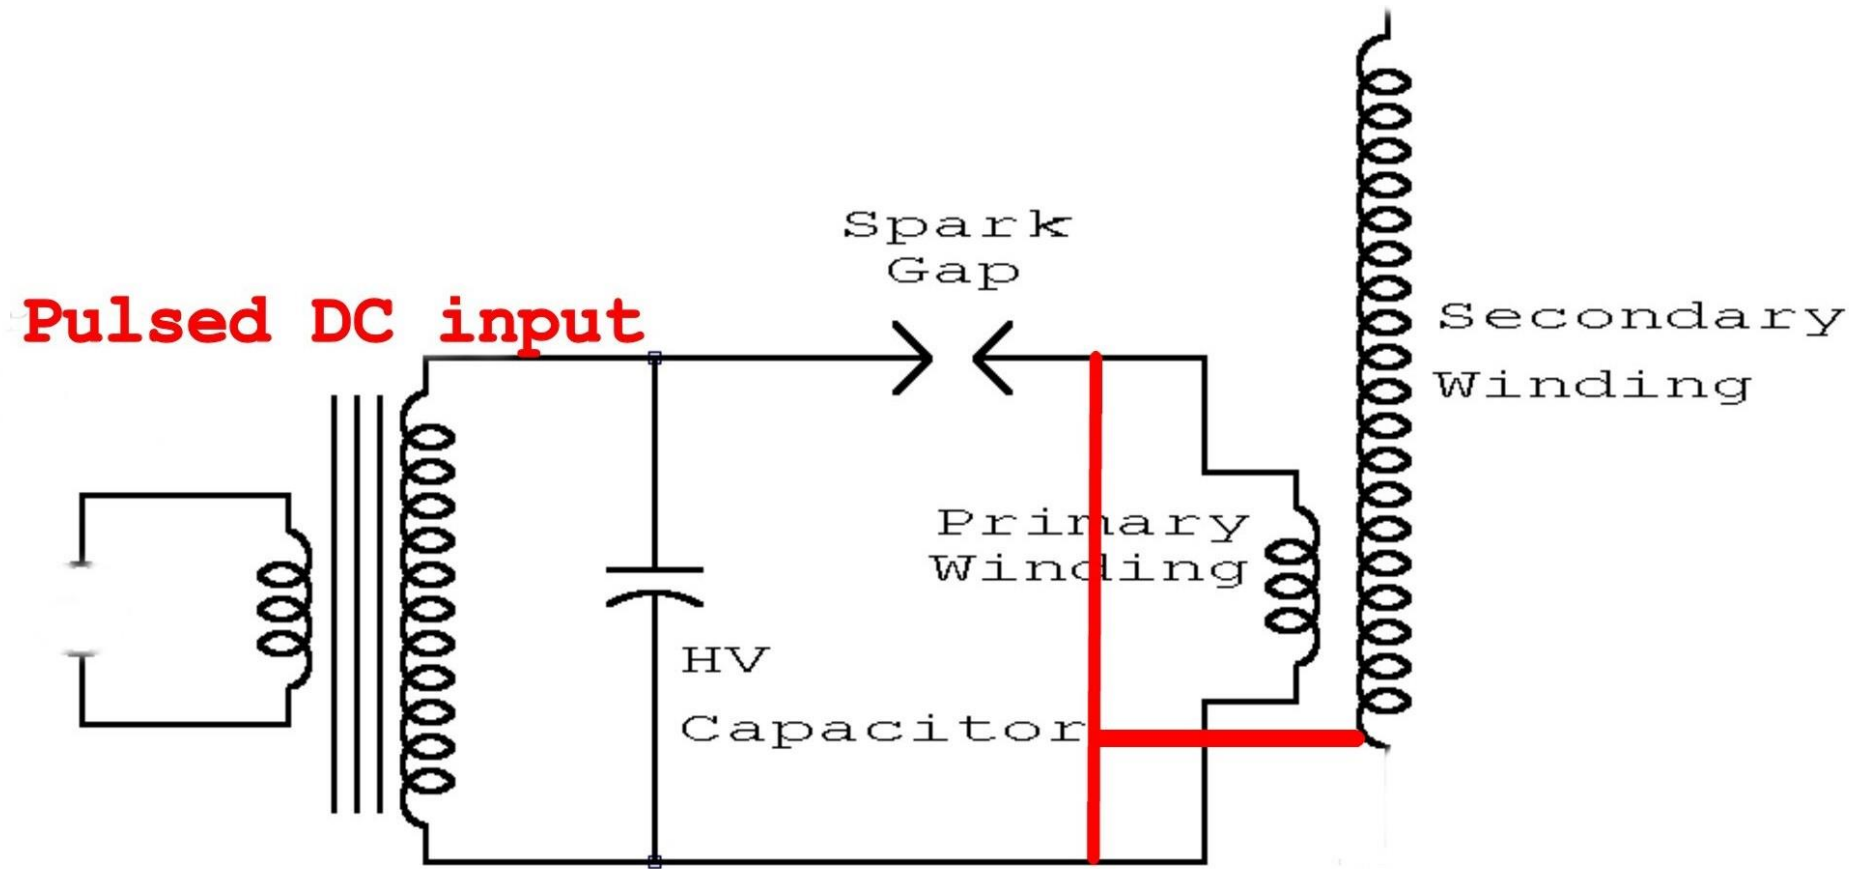 Spark
Gap
Pulsed DC input
Secondary
Winding
Primary
Winding
HV
Capacitor